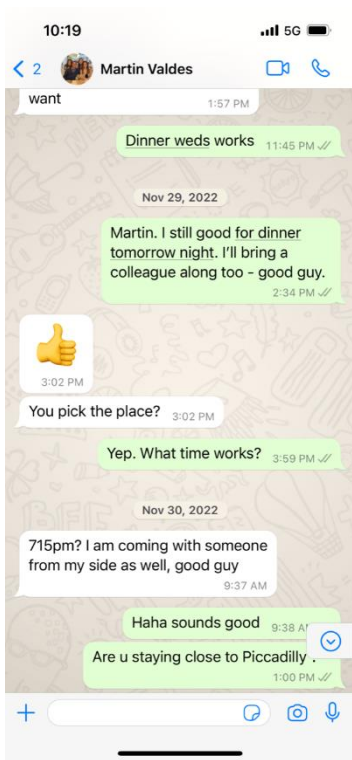 10:19
5G
2
Martin Valdes
want
1:57 PM
Dinner weds works 11:45 PM
Nov 29, 2022
Martin. I still good for dinner
tomorrow night. I'll bring a
colleague along too - good guy.
2:34 PM
3:02 PM
You pick the place? 3:02 PM
Yep. What time works? 3:59 PM
Nov 30, 2022
715pm? I am coming with someone
from my side as well, good guy
9:37 AM
Haha sounds good 9:38
Are u staying close to Piccadilly
1:00 PM